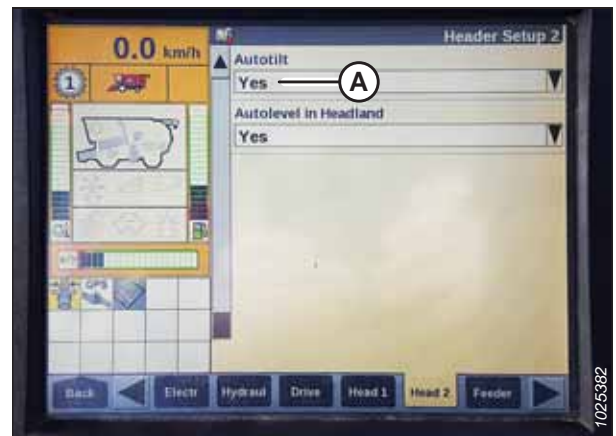 Header Setup 2
0.0 km/h
1
Autotilt
Yes
A
Autolevel in Headland
Yes
GPS
Back
Electr
Hydraul
Drive
Head 1
Head 2
Feeder
1025382